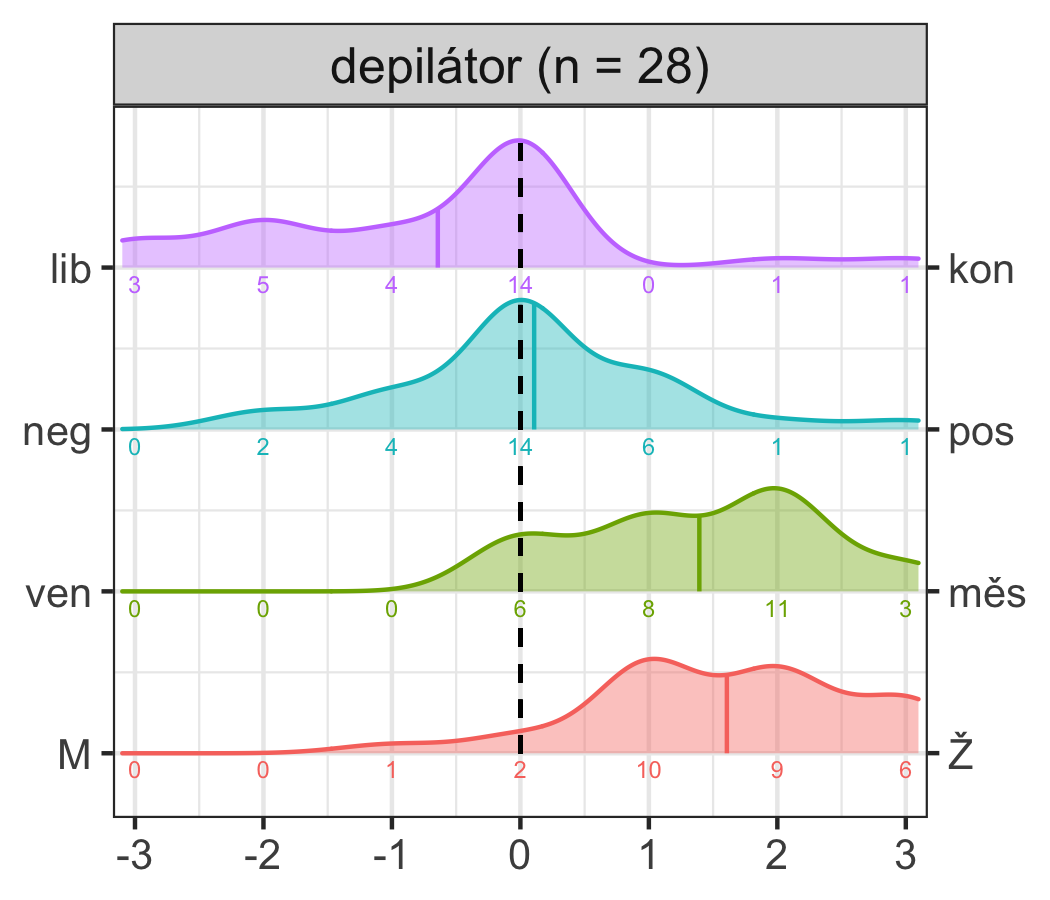 depilátor (n = 28)
lib kon
3 5 4 14 0 1 1
neg pos
0 2 4 14 6 1 1
ven měs
0 0 0 6 8 11 3
M Ž
0 0 1 2 10 9 6
-3 -2 -1 0 1 2 3